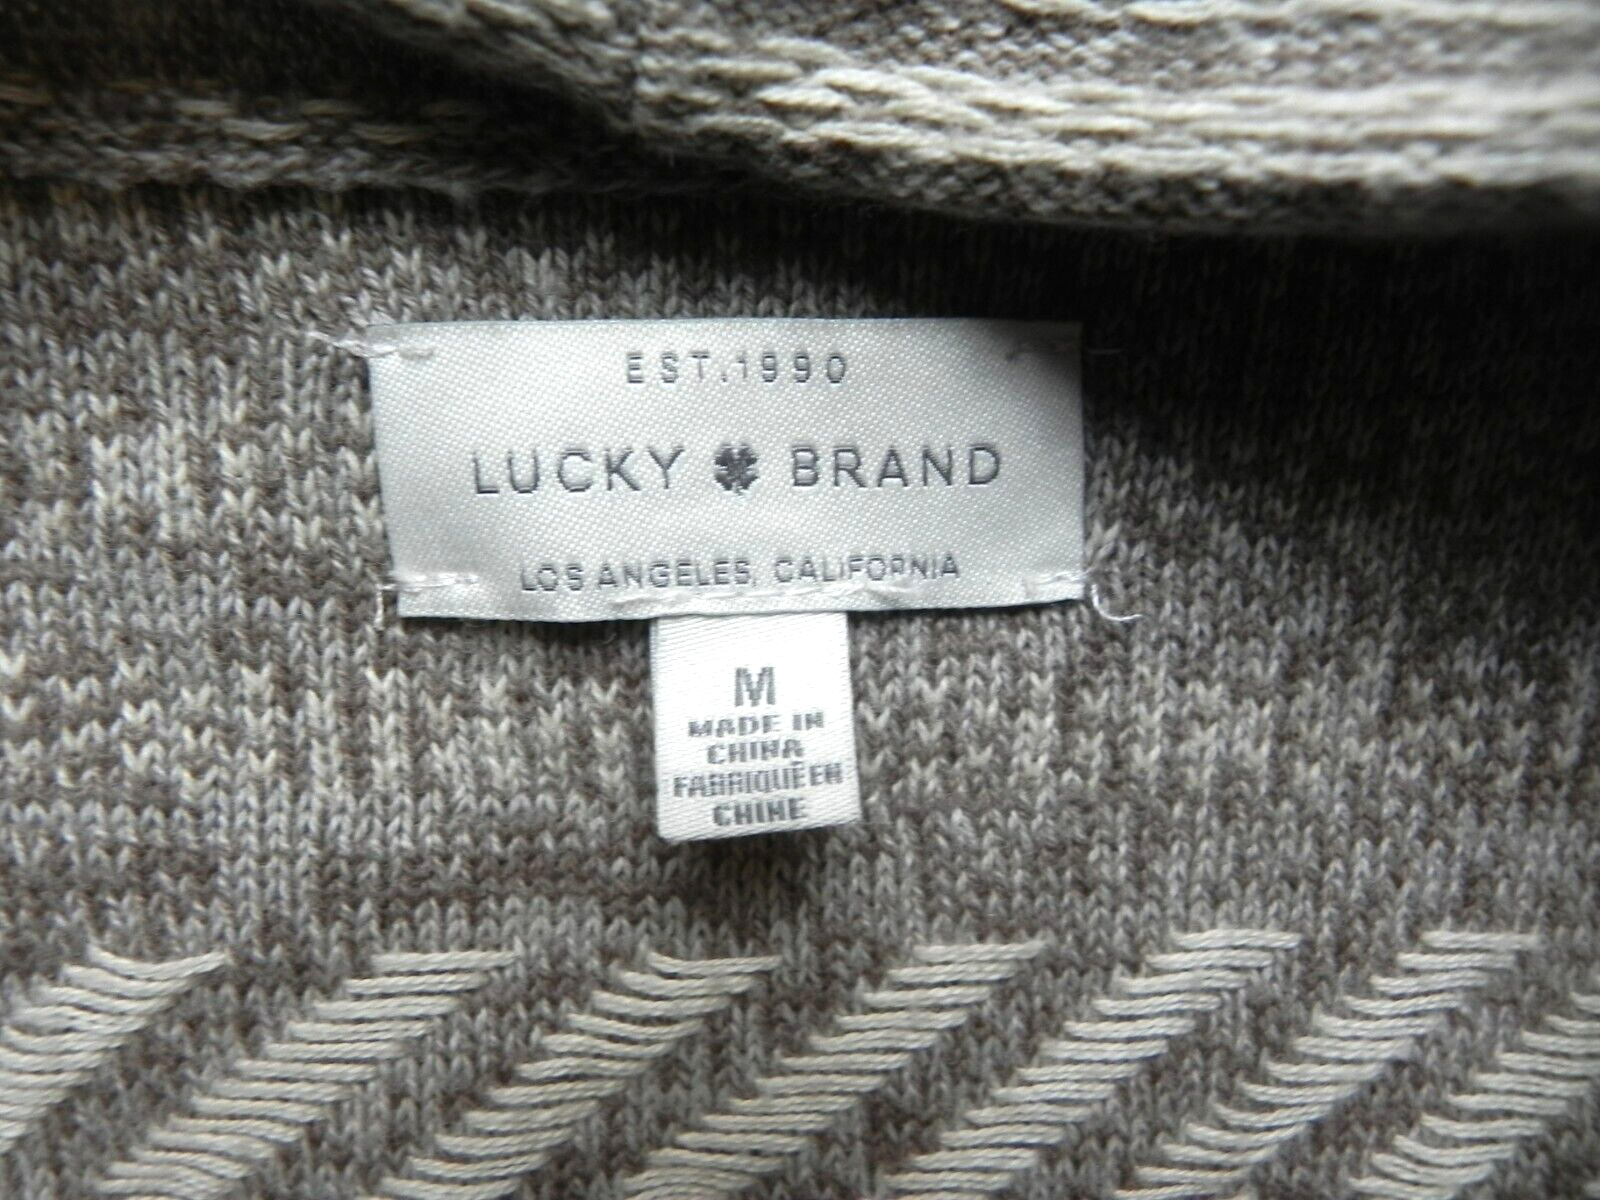 EST.1990
LUCKY BRAND
LOS ANGELES, CALIFORNIA
M
MADE IN
CHINA
FABRIQUÉ EN
CHINE